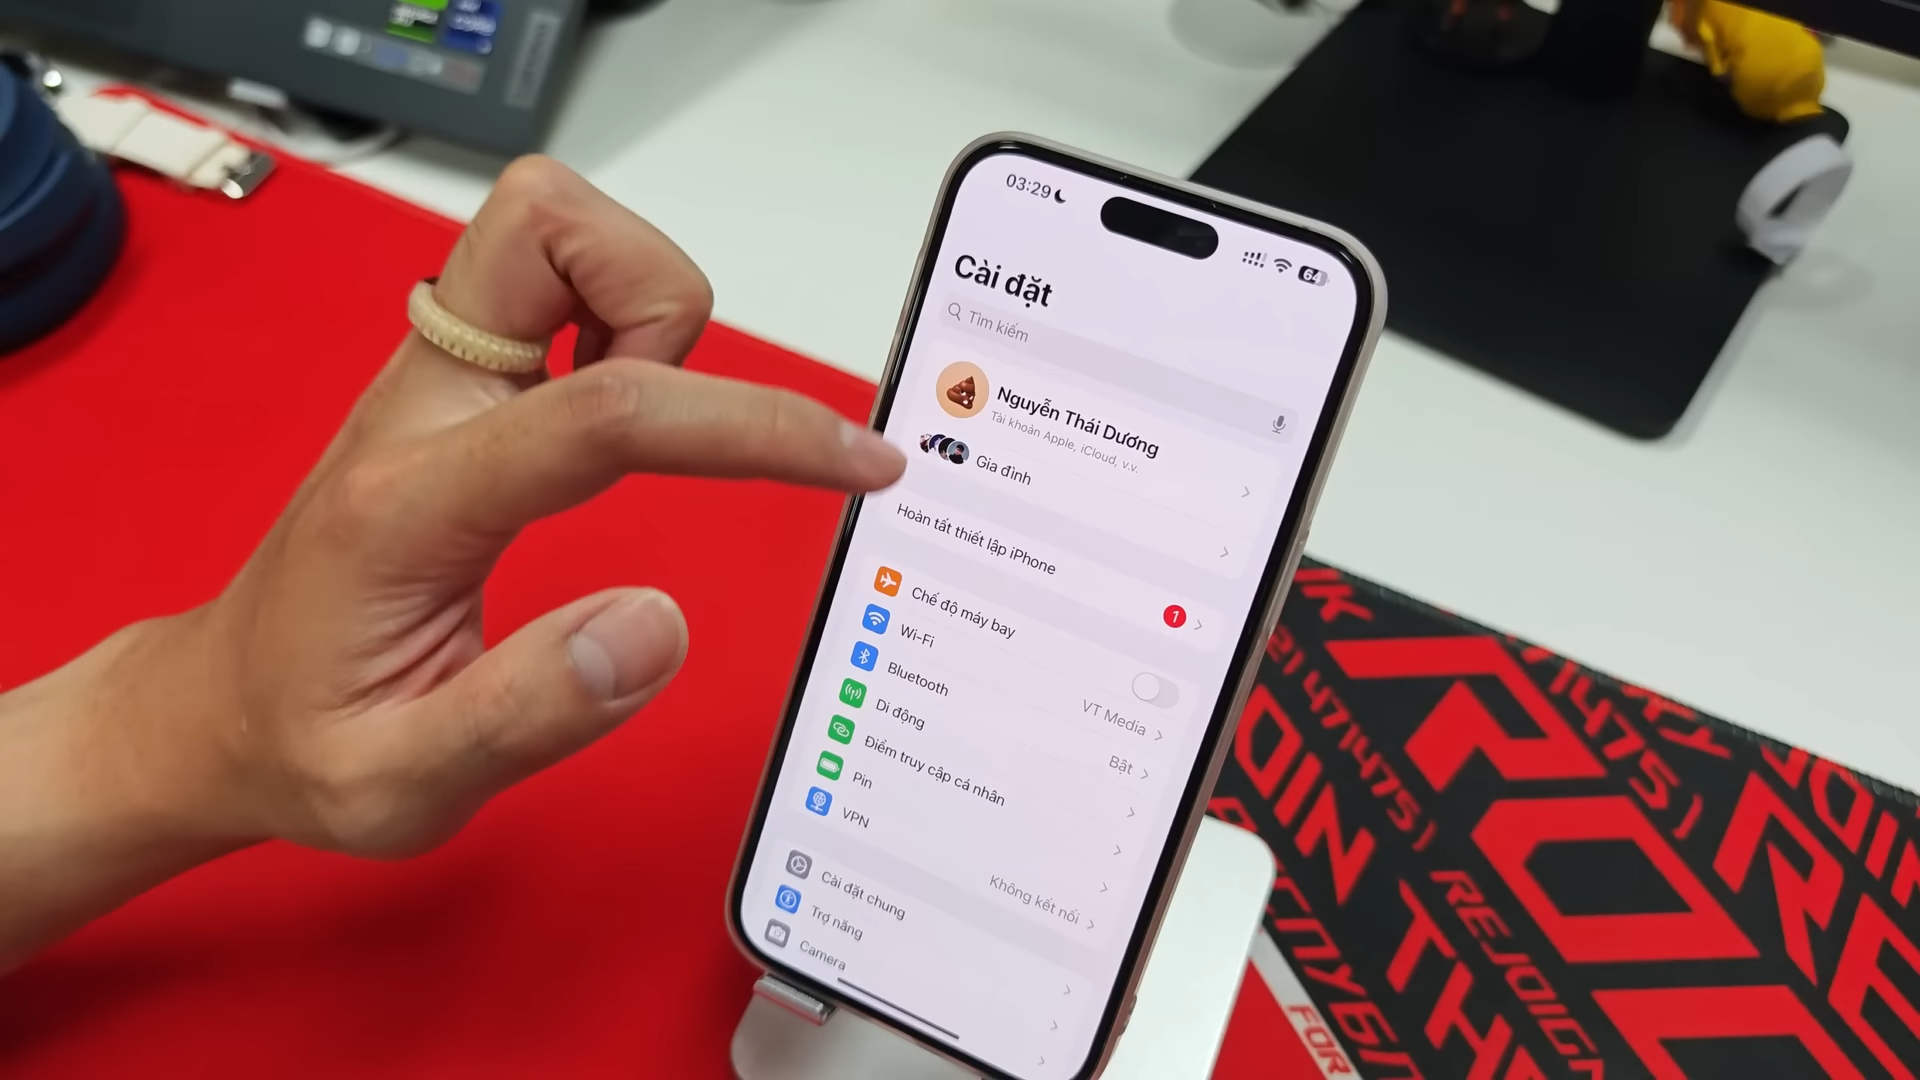 03:29
64
Cài đặt
Tìm kiếm
Nguyễn Thái Dương
Tài khoản Apple, iCloud, v.v.
Gia đình
Hoàn tất thiết lập iPhone
1
Chế độ máy bay
Wi-Fi
VT Media
Bluetooth
Bật
Di động
Điểm truy cập cá nhân
Pin
VPN
Không kết nối
Cài đặt chung
Trợ năng
Camera
FOR